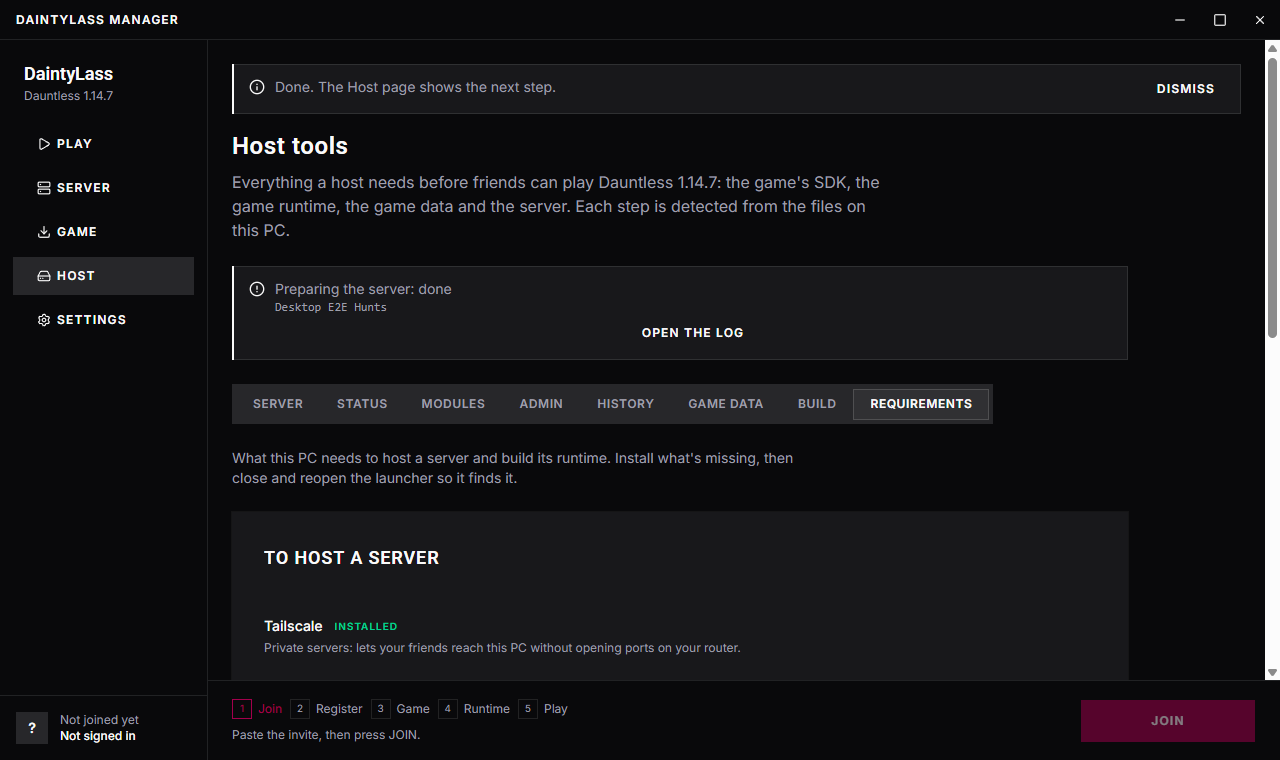 DAINTYLASS MANAGER
DaintyLass
Dauntless 1.14.7
PLAY
SERVER
GAME
HOST
SETTINGS
?
Not joined yet
Not signed in
Done. The Host page shows the next step.
DISMISS
Host tools
Everything a host needs before friends can play Dauntless 1.14.7: the game's SDK, the
game runtime, the game data and the server. Each step is detected from the files on
this PC.
Preparing the server: done
Desktop E2E Hunts
OPEN THE LOG
SERVER STATUS MODULES ADMIN HISTORY GAME DATA BUILD REQUIREMENTS
What this PC needs to host a server and build its runtime. Install what's missing, then
close and reopen the launcher so it finds it.
TO HOST A SERVER
Tailscale INSTALLED
Private servers: lets your friends reach this PC without opening ports on your router.
1 Join 2 Register 3 Game 4 Runtime 5 Play
Paste the invite, then press JOIN.
JOIN